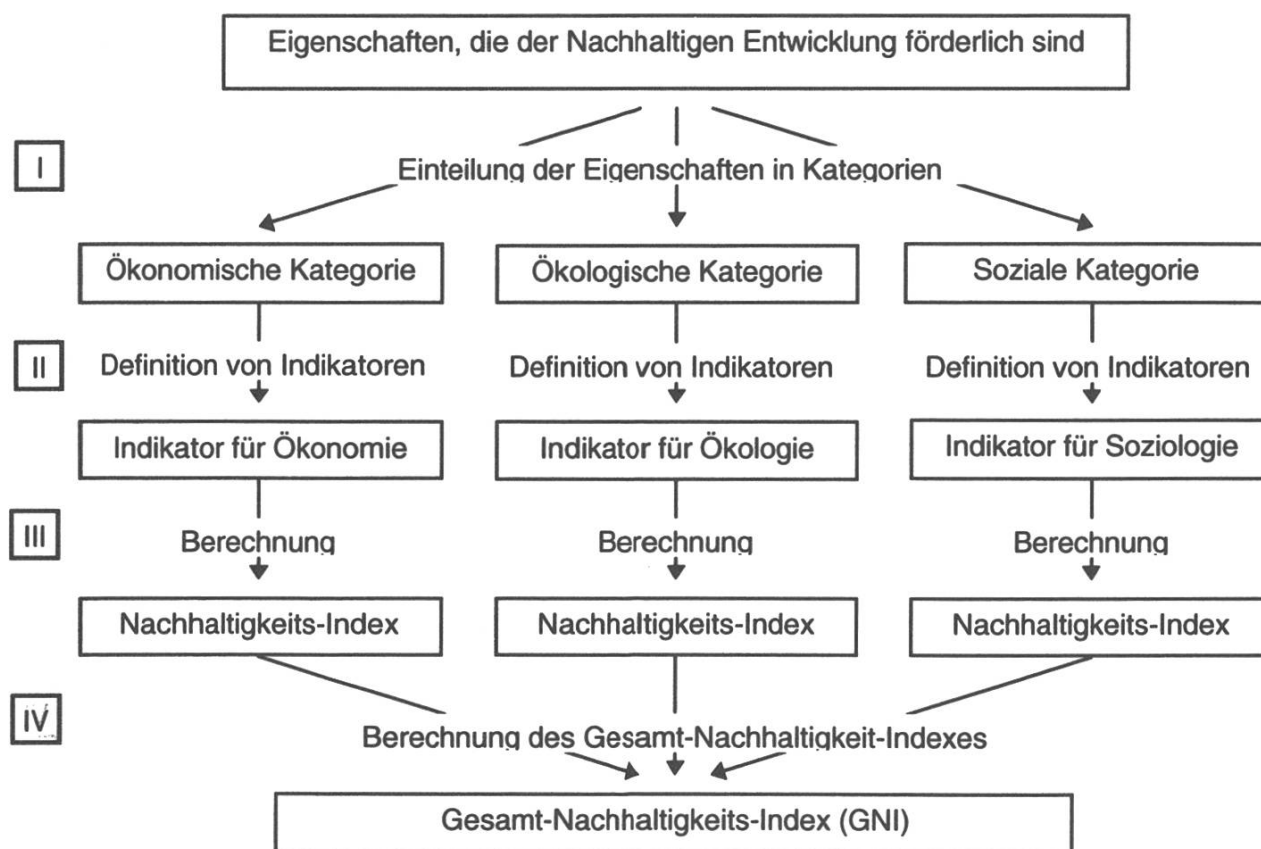 Eigenschaften, die der Nachhaltigen Entwicklung förderlich sind
I
Einteilung der Eigenschaften in Kategorien
Ökonomische Kategorie
Ökologische Kategorie
Soziale Kategorie
II
Definition von Indikatoren
Definition von Indikatoren
Definition von Indikatoren
Indikator für Ökonomie
Indikator für Ökologie
Indikator für Soziologie
III
Berechnung
Berechnung
Berechnung
Nachhaltigkeits-Index
Nachhaltigkeits-Index
Nachhaltigkeits-Index
IV
Berechnung des Gesamt-Nachhaltigkeit-Indexes
Gesamt-Nachhaltigkeits-Index (GNI)